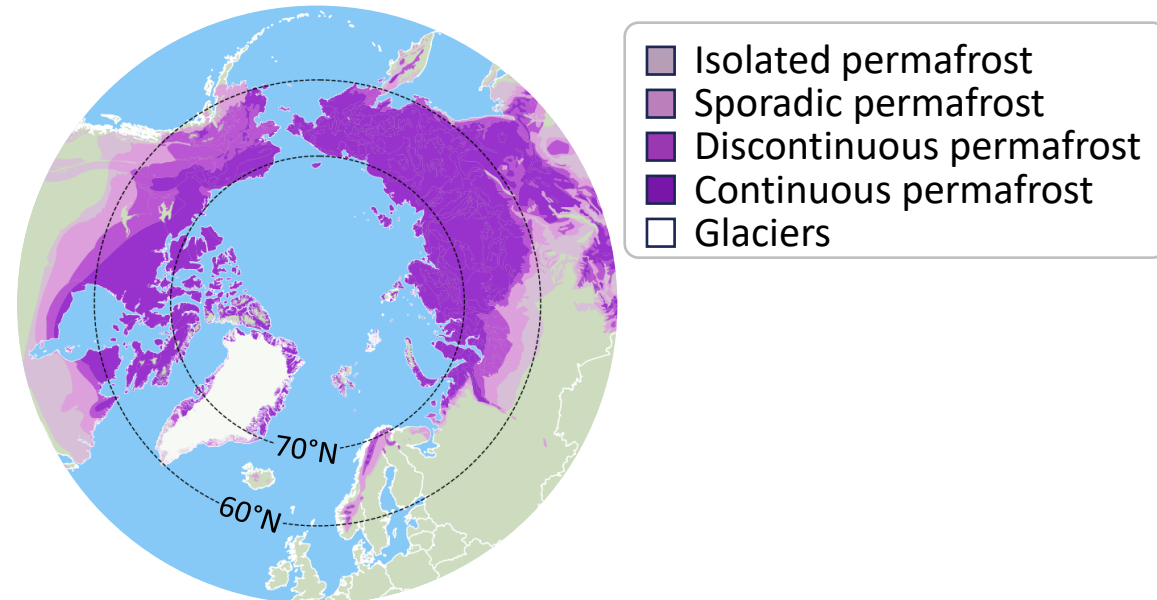 Isolated permafrost
Sporadic permafrost
Discontinuous permafrost
Continuous permafrost
Glaciers
70°N
60°N